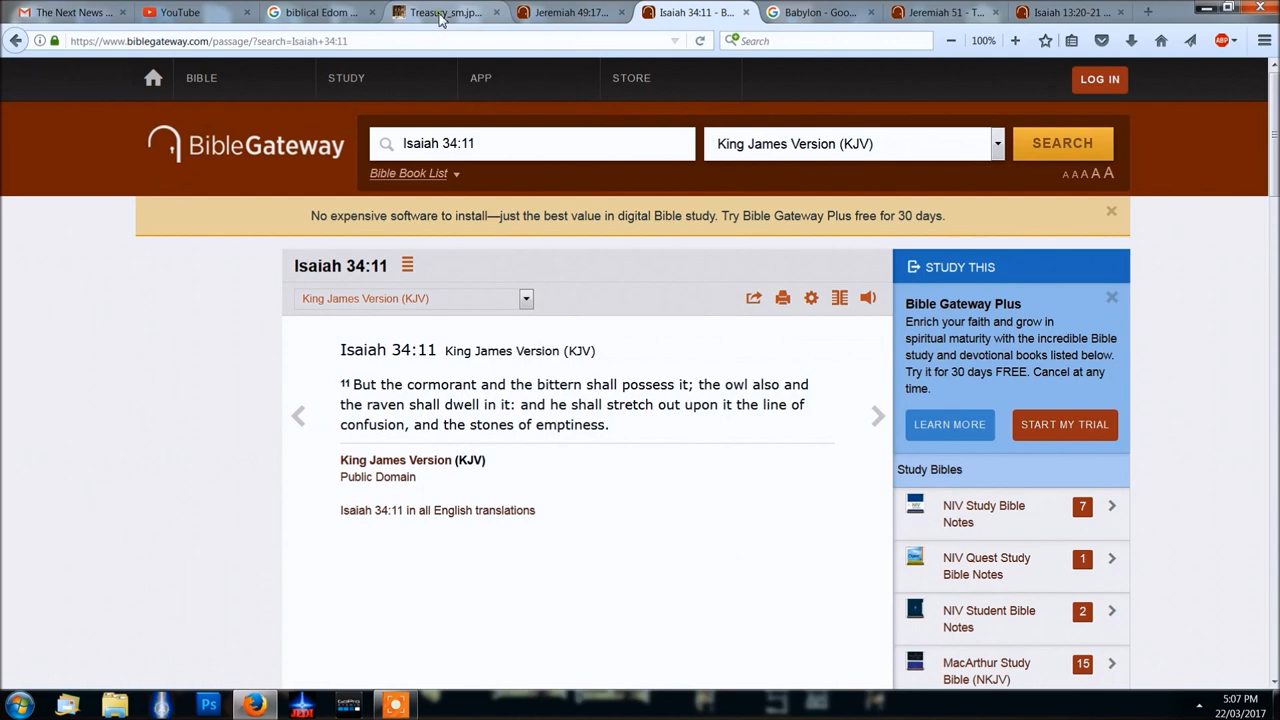 The Next News ...
YouTube
biblical Edom ...
Treasury_sm.jp...
Jeremiah 49:17...
Isaiah 34:11 - B...
Babylon - Goo...
Jeremiah 51 - T...
Isaiah 13:20-21 ...
https://www.biblegateway.com/passage/?search=Isaiah+34:11
Search
100%
ABP
BIBLE
STUDY
APP
STORE
LOG IN
BibleGateway
Isaiah 34:11
King James Version (KJV)
SEARCH
Bible Book List
A A A A A
No expensive software to install—just the best value in digital Bible study. Try Bible Gateway Plus free for 30 days.
Isaiah 34:11
King James Version (KJV)
Isaiah 34:11 King James Version (KJV)
11 But the cormorant and the bittern shall possess it; the owl also and
the raven shall dwell in it: and he shall stretch out upon it the line of
confusion, and the stones of emptiness.
King James Version (KJV)
Public Domain
Isaiah 34:11 in all English translations
STUDY THIS
Bible Gateway Plus
Enrich your faith and grow in
spiritual maturity with the incredible Bible
study and devotional books listed below.
Try it for 30 days FREE. Cancel at any
time.
LEARN MORE
START MY TRIAL
Study Bibles
NIV Study Bible
Notes
7
NIV Quest Study
Bible Notes
1
NIV Student Bible
Notes
2
MacArthur Study
Bible (NKJV)
15
Ps
JEDI
GoPro
5:07 PM
22/03/2017